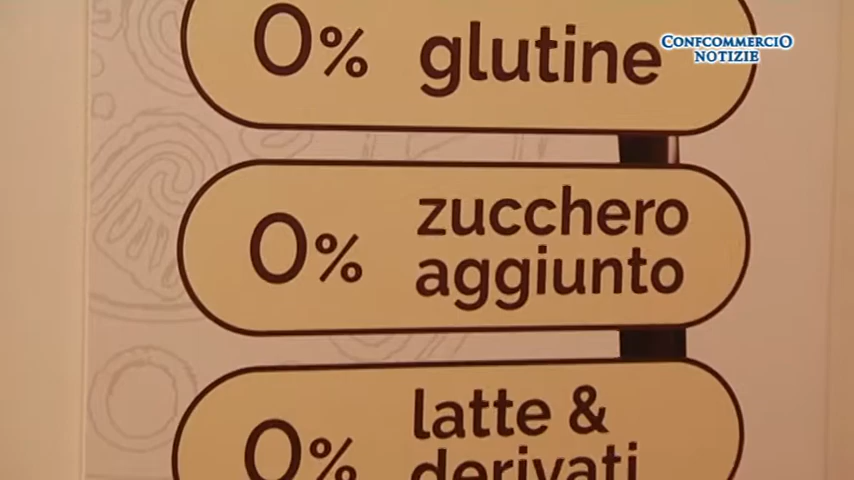 CONFCOMMERCIO
NOTIZIE
0% glutine
0% zucchero
aggiunto
0% latte &
derivati